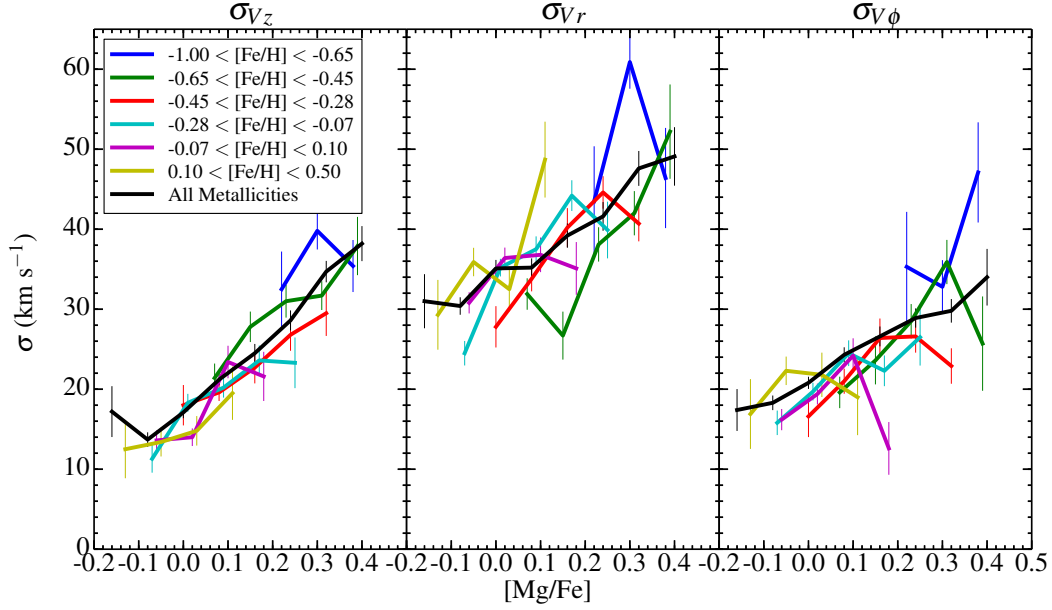 σVz σVr σVϕ
-1.00 < [Fe/H] < -0.65
-0.65 < [Fe/H] < -0.45
-0.45 < [Fe/H] < -0.28
-0.28 < [Fe/H] < -0.07
-0.07 < [Fe/H] < 0.10
0.10 < [Fe/H] < 0.50
All Metallicities
60
50
40
30
20
10
0
σ (km s⁻¹)
-0.2 -0.1 0.0 0.1 0.2 0.3 0.4 -0.2 -0.1 0.0 0.1 0.2 0.3 0.4 -0.2 -0.1 0.0 0.1 0.2 0.3 0.4 0.5
[Mg/Fe]